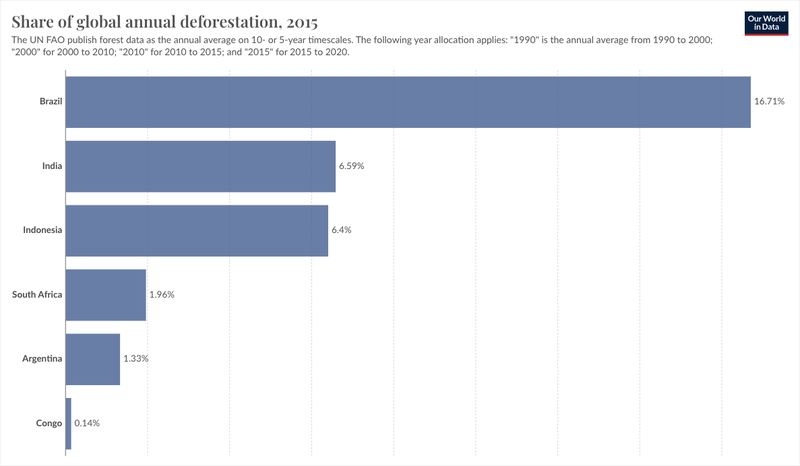 Share of global annual deforestation, 2015
Our World
in Data
The UN FAO publish forest data as the annual average on 10- or 5-year timescales. The following year allocation applies: "1990" is the annual average from 1990 to 2000;
"2000" for 2000 to 2010; "2010" for 2010 to 2015; and "2015" for 2015 to 2020.
Brazil 16.71%
India 6.59%
Indonesia 6.4%
South Africa 1.96%
Argentina 1.33%
Congo 0.14%